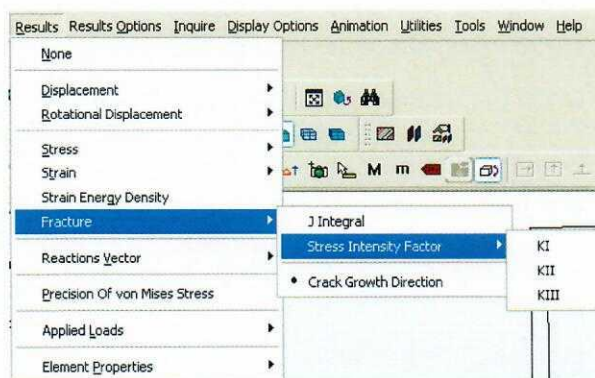 Results Results Options Inquire Display Options Animation Utilities Tools Window Help
None
Displacement
Rotational Displacement
Stress
Strain
Strain Energy Density
Fracture
J Integral
Stress Intensity Factor
KI
KII
KIII
Crack Growth Direction
Reactions Vector
Precision Of von Mises Stress
Applied Loads
Element Properties
M m